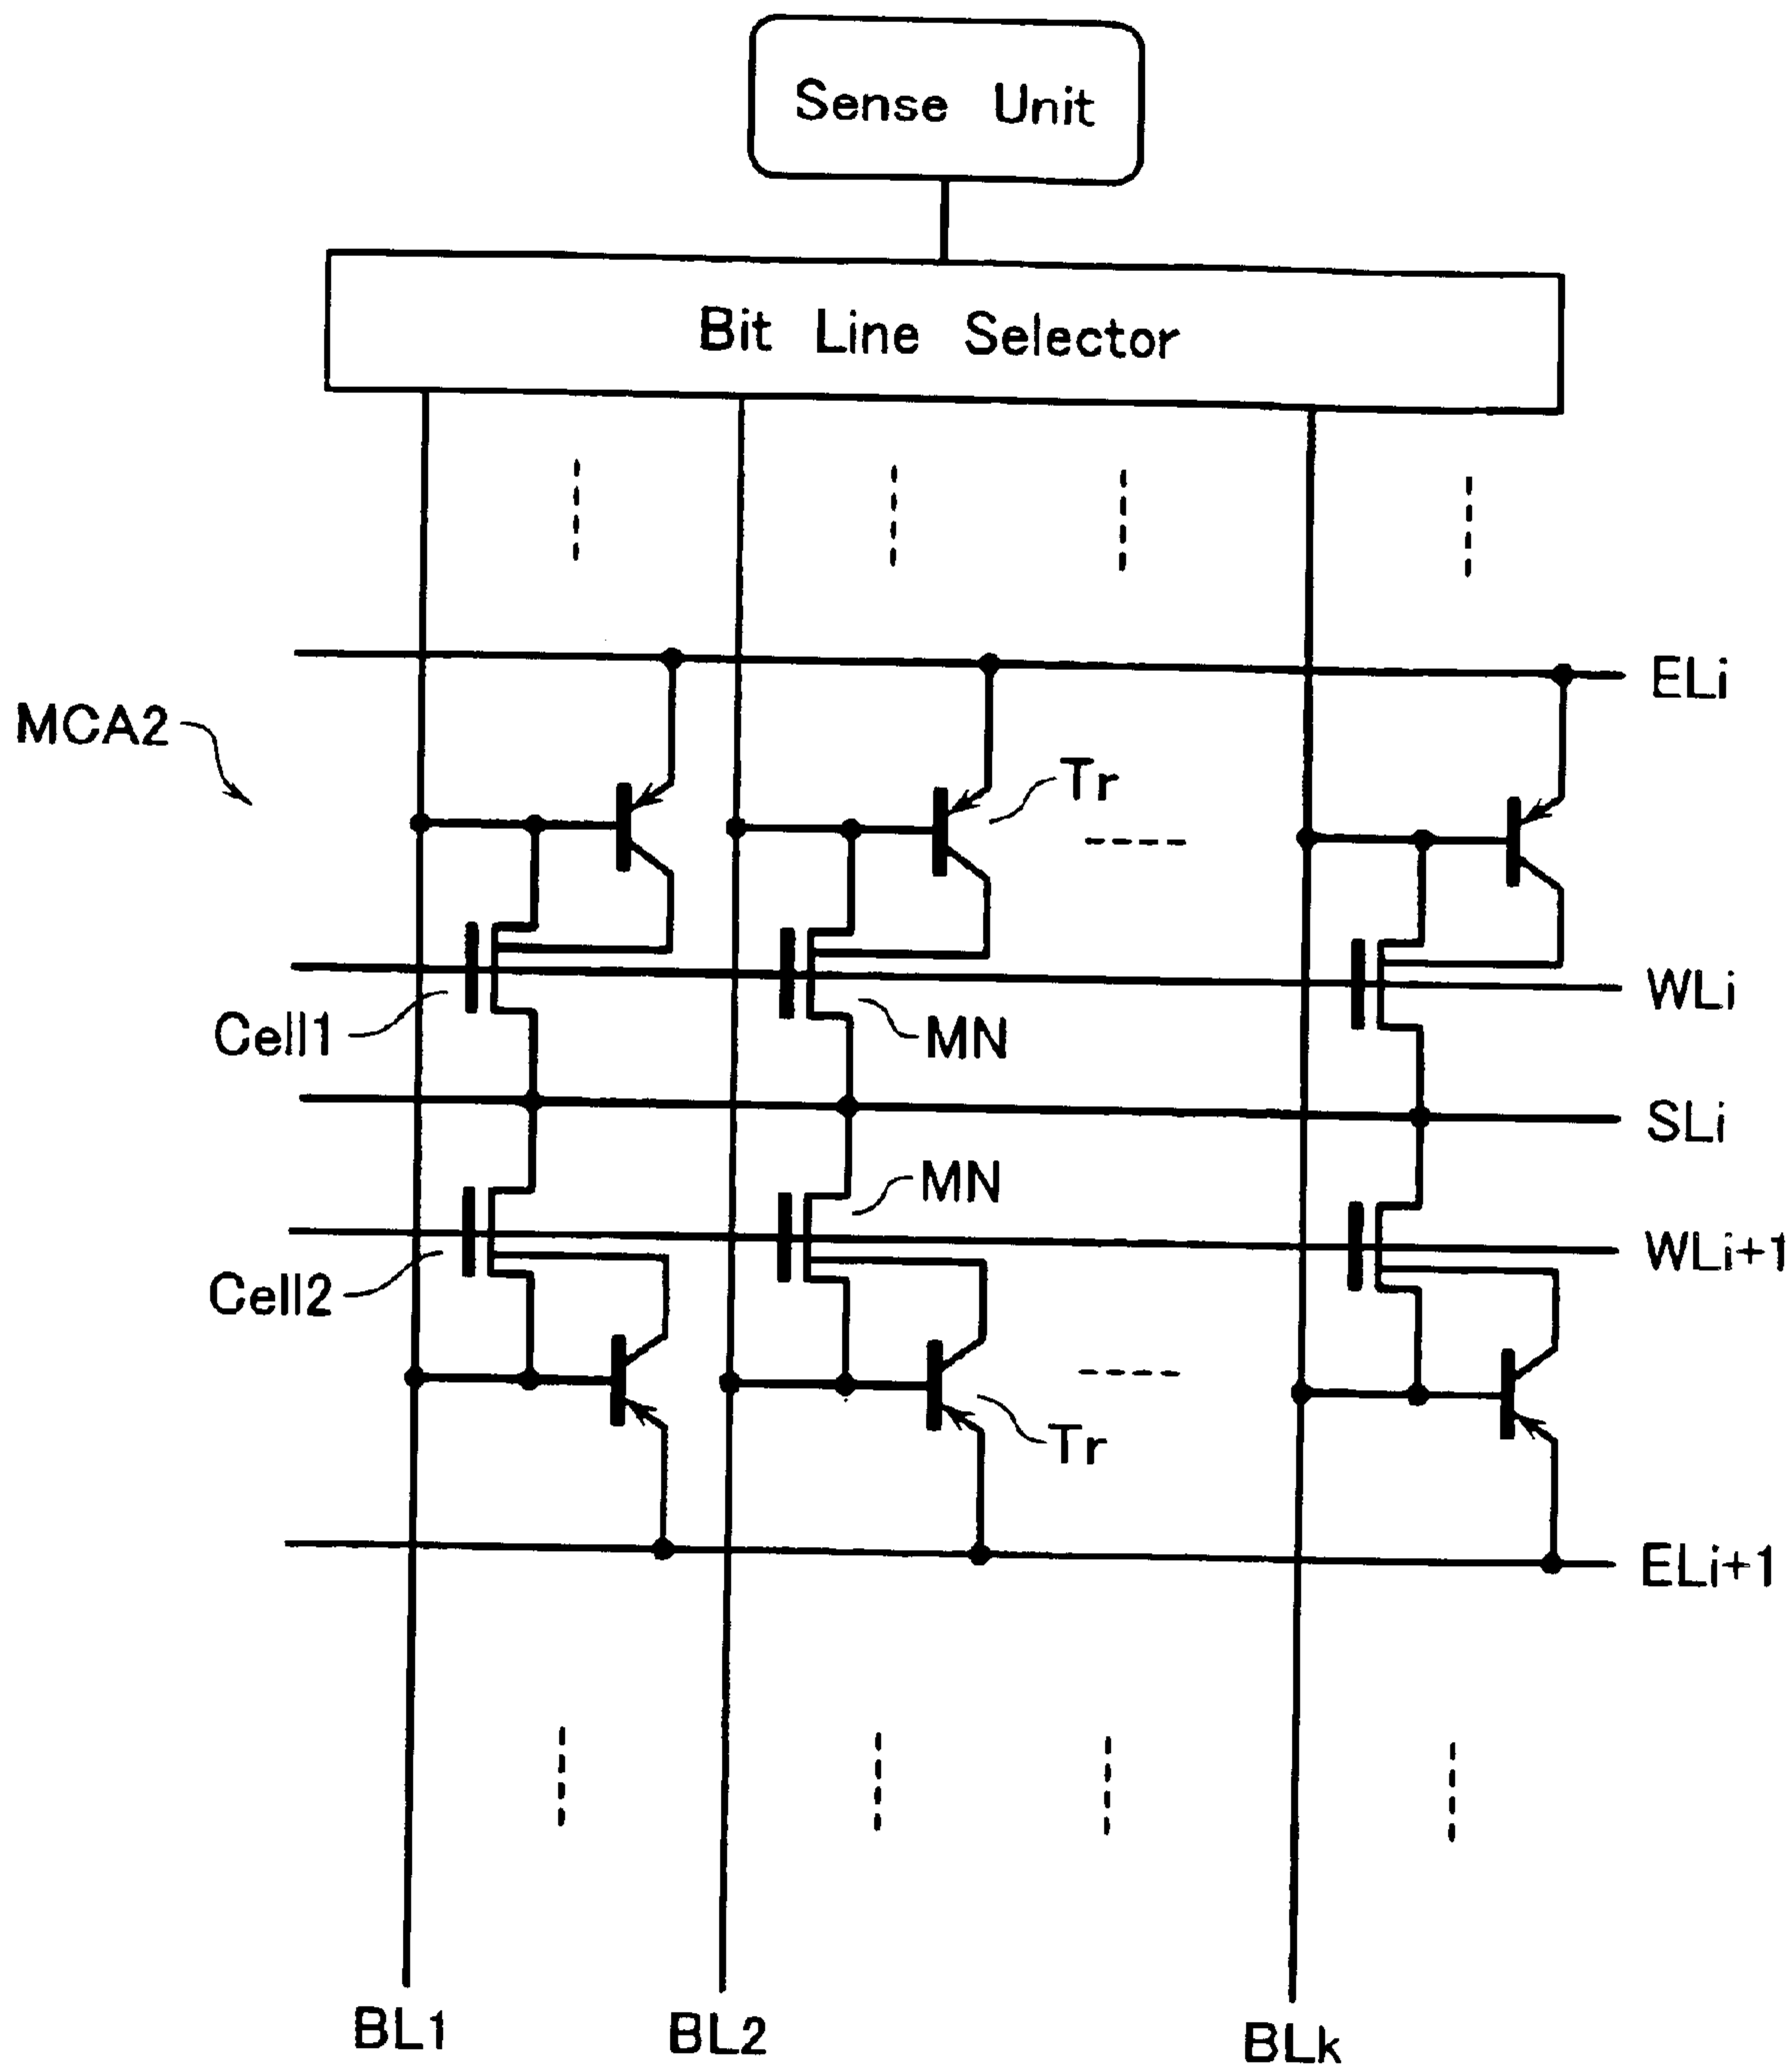 Sense Unit
Bit Line Selector
ELi
MCA2
Tr
WLi
Cell1
MN
SLi
MN
WLi+1
Cell2
Tr
ELi+1
BL1
BL2
BLk